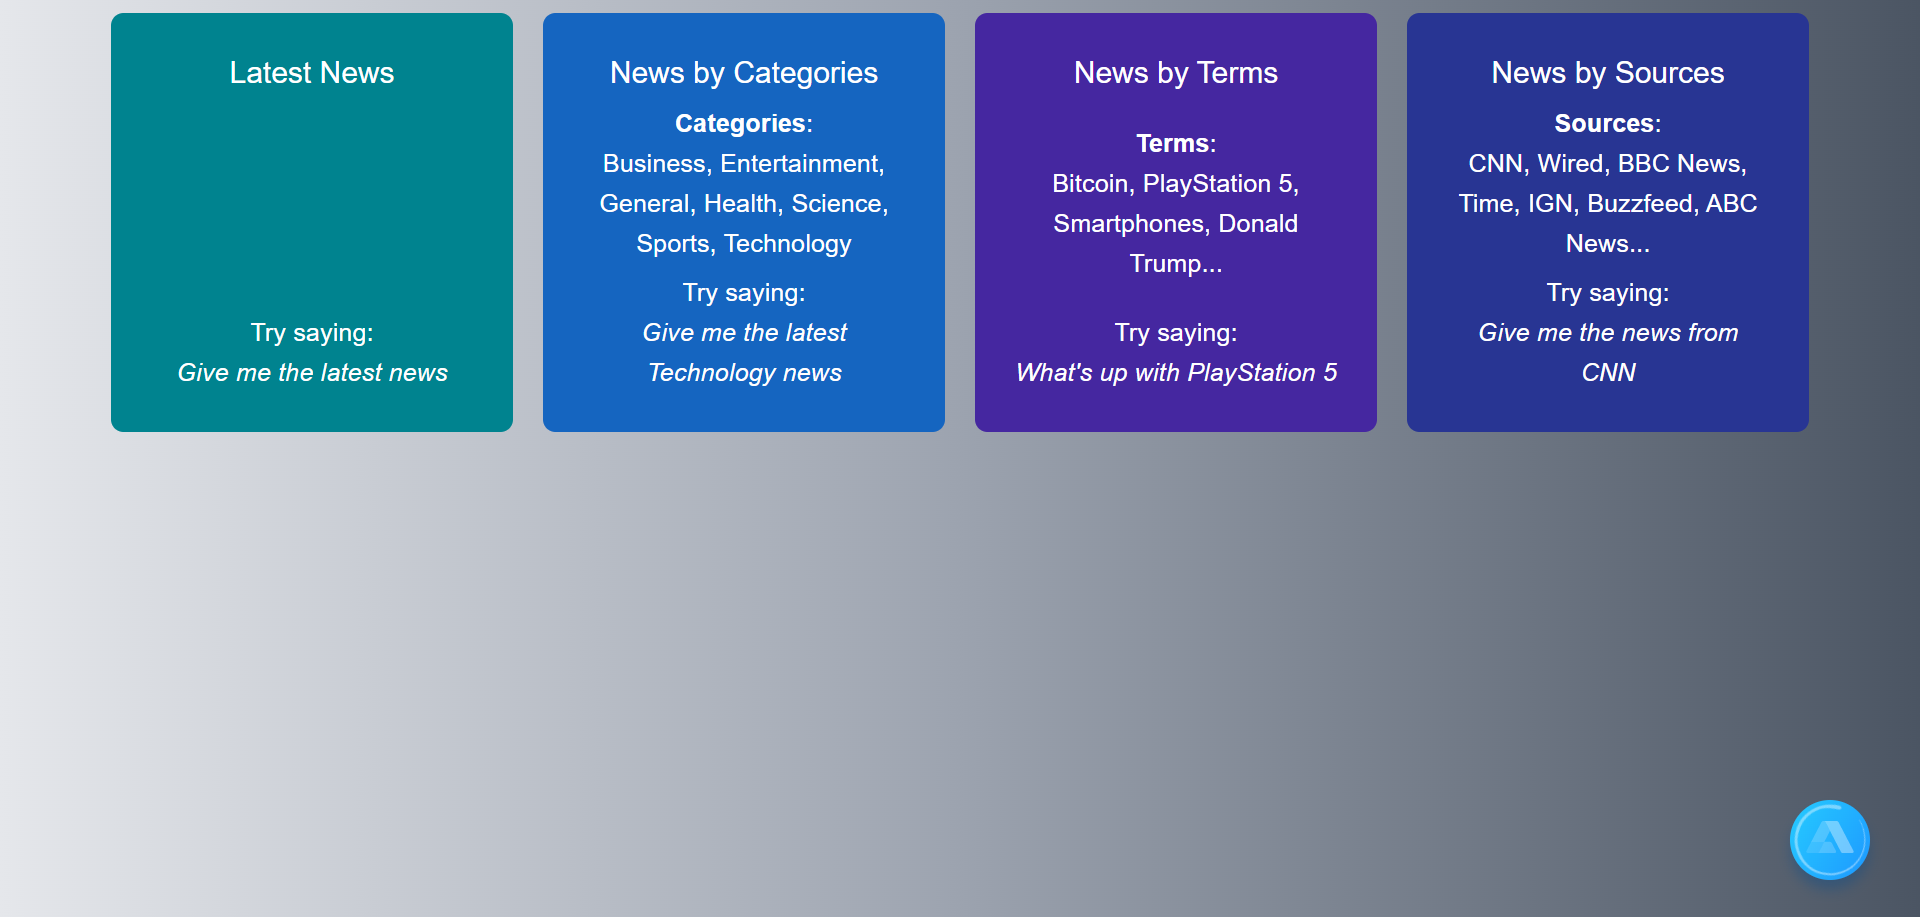 Latest News
Try saying:
Give me the latest news
News by Categories
Categories:
Business, Entertainment,
General, Health, Science,
Sports, Technology
Try saying:
Give me the latest
Technology news
News by Terms
Terms:
Bitcoin, PlayStation 5,
Smartphones, Donald
Trump...
Try saying:
What's up with PlayStation 5
News by Sources
Sources:
CNN, Wired, BBC News,
Time, IGN, Buzzfeed, ABC
News...
Try saying:
Give me the news from
CNN